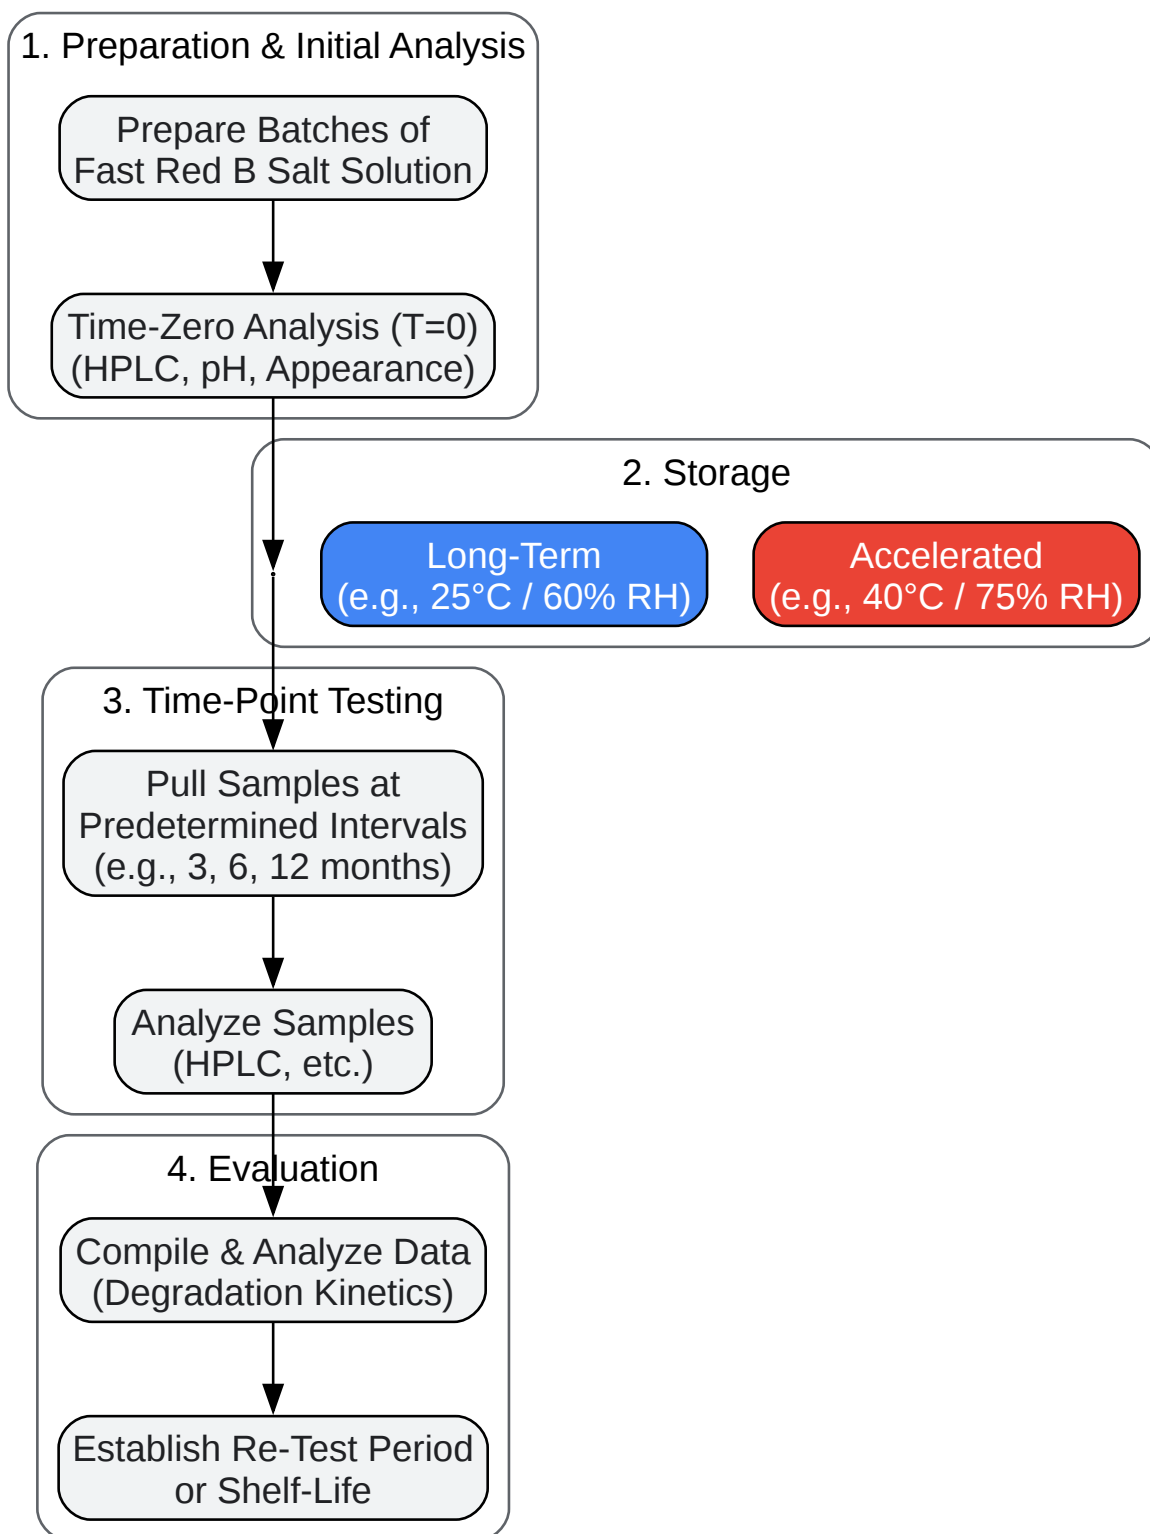 1. Preparation & Initial Analysis
Prepare Batches of
Fast Red B Salt Solution
Time-Zero Analysis (T=0)
(HPLC, pH, Appearance)
2. Storage
Long-Term
(e.g., 25°C / 60% RH)
Accelerated
(e.g., 40°C / 75% RH)
3. Time-Point Testing
Pull Samples at
Predetermined Intervals
(e.g., 3, 6, 12 months)
Analyze Samples
(HPLC, etc.)
4. Evaluation
Compile & Analyze Data
(Degradation Kinetics)
Establish Re-Test Period
or Shelf-Life